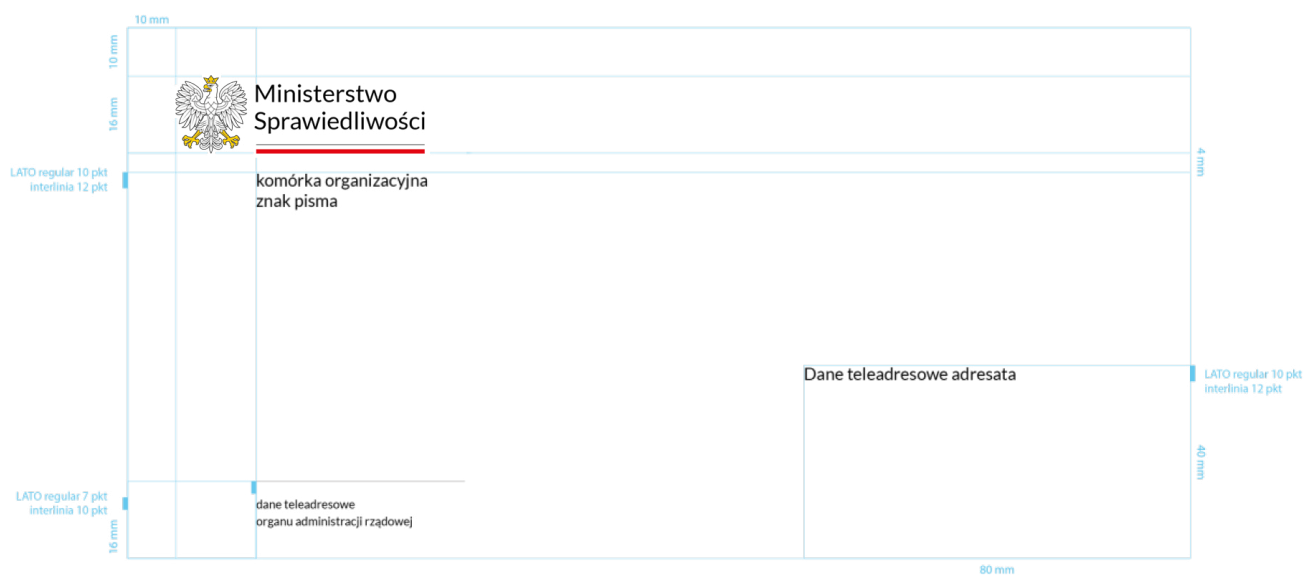 10 mm
10 mm
16 mm
Ministerstwo
Sprawiedliwości
4 mm
LATO regular 10 pkt
interlinia 12 pkt
komórka organizacyjna
znak pisma
Dane teleadresowe adresata
LATO regular 10 pkt
interlinia 12 pkt
40 mm
LATO regular 7 pkt
interlinia 10 pkt
dane teleadresowe
organu administracji rządowej
16 mm
80 mm